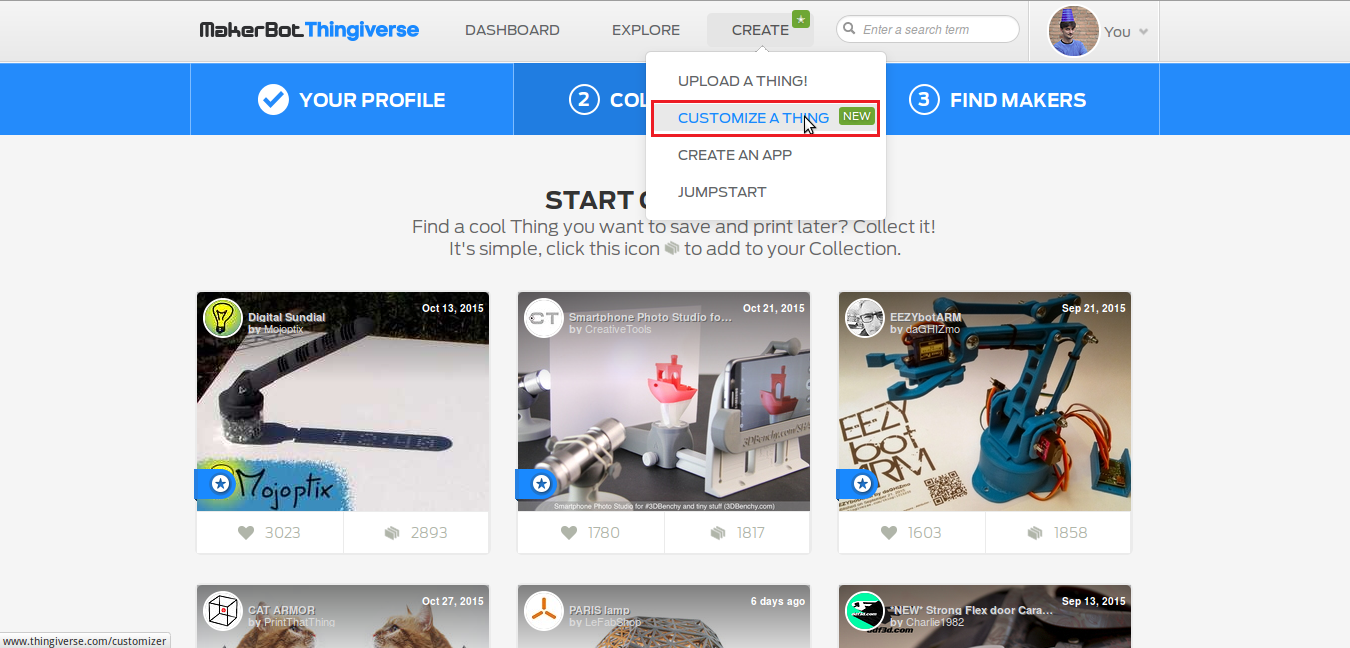 MakerBot Thingiverse
DASHBOARD
EXPLORE
CREATE
Enter a search term
You
YOUR PROFILE
2 COL
3 FIND MAKERS
UPLOAD A THING!
CUSTOMIZE A THING NEW
CREATE AN APP
JUMPSTART
START
Find a cool Thing you want to save and print later? Collect it!
It's simple, click this icon to add to your Collection.
Digital Sundial
by Mojoptix
Oct 13, 2015
Mojoptix
3023
2893
CT
Smartphone Photo Studio fo...
by CreativeTools
Oct 21, 2015
Smartphone Photo Studio for #3DBenchy and tiny stuff (3DBenchy.com)
1780
1817
EEZYbotARM
by daGHIZmo
Sep 21, 2015
EEZY
bot
ARM
1603
1858
CAT ARMOR
by PrintThatThing
Oct 27, 2015
PARIS lamp
by LeFabShop
6 days ago
*NEW* Strong Flex door Cara...
by Charlie1982
Sep 13, 2015
www.thingiverse.com/customizer